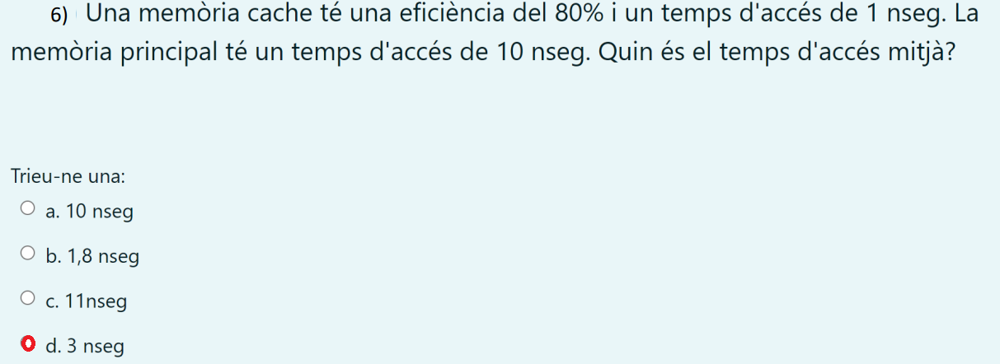 6) Una memòria cache té una eficiència del 80% i un temps d'accés de 1 nseg. La
memòria principal té un temps d'accés de 10 nseg. Quin és el temps d'accés mitjà?
Trieu-ne una:
a. 10 nseg
b. 1,8 nseg
c. 11nseg
d. 3 nseg